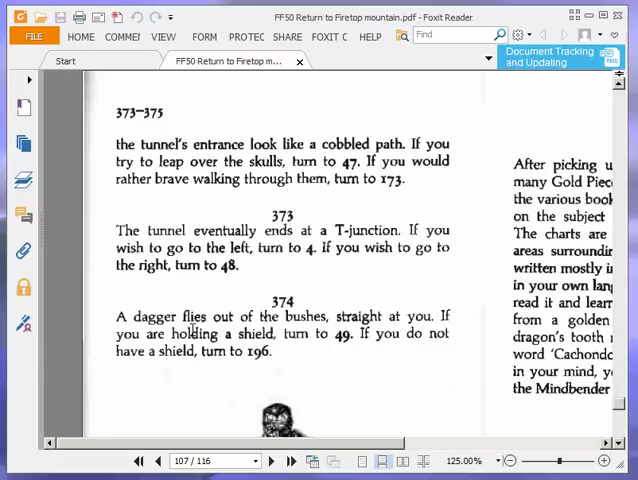 FF50 Return to Firetop mountain.pdf - Foxit Reader
FILE HOME COMMEI VIEW FORM PROTEC SHARE FOXIT C HELP Find
Document Tracking and Updating
Start FF50 Return to Firetop m...
373–375
the tunnel's entrance look like a cobbled path. If you
try to leap over the skulls, turn to 47. If you would
rather brave walking through them, turn to 173.
373
The tunnel eventually ends at a T-junction. If you
wish to go to the left, turn to 4. If you wish to go to
the right, turn to 48.
374
A dagger flies out of the bushes, straight at you. If
you are holding a shield, turn to 49. If you do not
have a shield, turn to 196.
After picking u
many Gold Piec
the various book
on the subject
The charts are
areas surroundin
written mostly i
in your own lang
read it and learn
from a golden
dragon's tooth
word 'Cachondo
in your mind, y
the Mindbender
107 / 116
125.00%